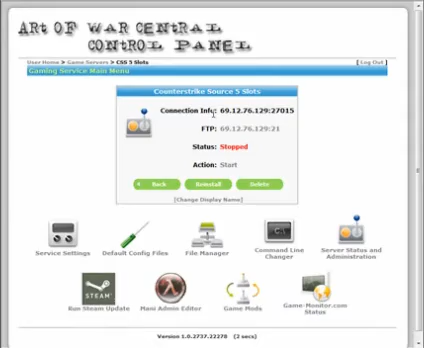 Art of War Central
Control Panel
User Home > Game Servers > CSS 5 Slots [ Log Out ]
Gaming Service Main Menu
Counterstrike Source 5 Slots
Connection Info: 69.12.76.129:27015
FTP: 69.12.76.129:21
Status: Stopped
Action: Start
Back Reinstall Delete
[Change Display Name]
Service Settings
Default Config Files
File Manager
Command Line
Changer
Server Status and
Administration
C:\
STEAM
Run Steam Update
Mani Admin Editor
Game Mods
Game-Monitor.com
Status
Version 1.0.2737.22278 (2 secs)